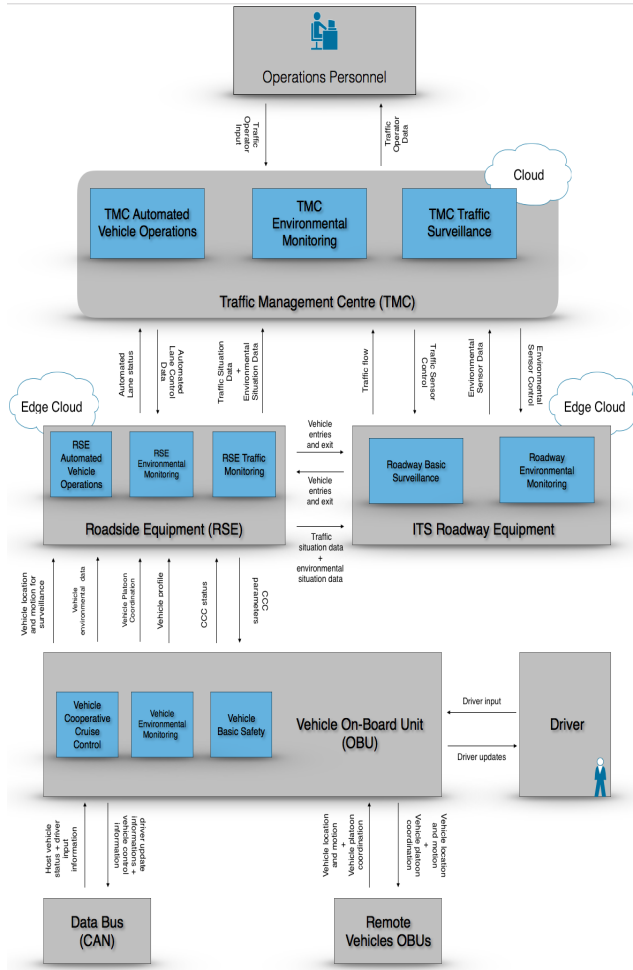 Operations Personnel
Traffic Operator
Input
Traffic
Operator
Data
Cloud
TMC Automated
Vehicle Operations
TMC
Environmental
Monitoring
TMC Traffic
Surveillance
Traffic Management Centre (TMC)
Automated
Lane status
Automated
Lane Control
Data
Traffic Situation
Data
+
Environmental
Situation Data
Traffic flow
Traffic Sensor
Control
Environmental
Sensor Data
Environmental
Sensor Control
Edge Cloud
Edge Cloud
RSE
Automated
Vehicle
Operations
RSE
Environmental
Monitoring
RSE Traffic
Monitoring
Roadside Equipment (RSE)
Vehicle
entries
and exit
Vehicle
entries
and exit
Traffic
situation data
+
environmental
situation data
Roadway Basic
Surveillance
Roadway
Environmental
Monitoring
ITS Roadway Equipment
Vehicle location
and motion for
surveillance
Vehicle
environmental data
Vehicle Platoon
Coordination
Vehicle profile
CCC status
CCC
parameters
Vehicle
Cooperative
Cruise
Control
Vehicle
Environmental
Monitoring
Vehicle
Basic Safety
Vehicle On-Board Unit
(OBU)
Driver input
Driver updates
Driver
Host vehicle
status + driver
input
information
driver update
informations +
vehicle control
information
Vehicle location
and motion
+
Vehicle platoon
coordination
Vehicle location
and motion
+
Vehicle platoon
coordination
Data Bus
(CAN)
Remote
Vehicles OBUs